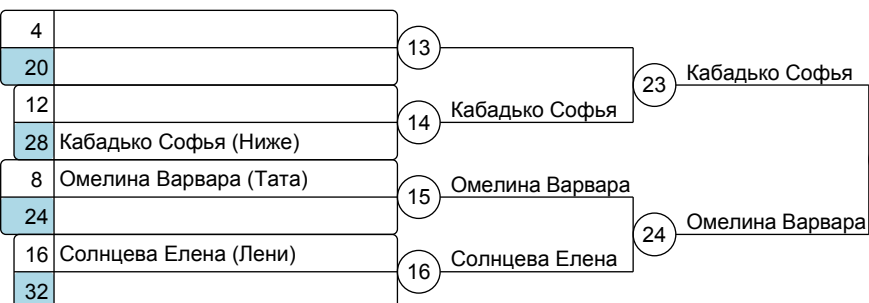 4
20
13
12
28 Кабадько Софья (Ниже)
14 Кабадько Софья
23 Кабадько Софья
8 Омелина Варвара (Тата)
24
15 Омелина Варвара
16 Солнцева Елена (Лени)
32
16 Солнцева Елена
24 Омелина Варвара